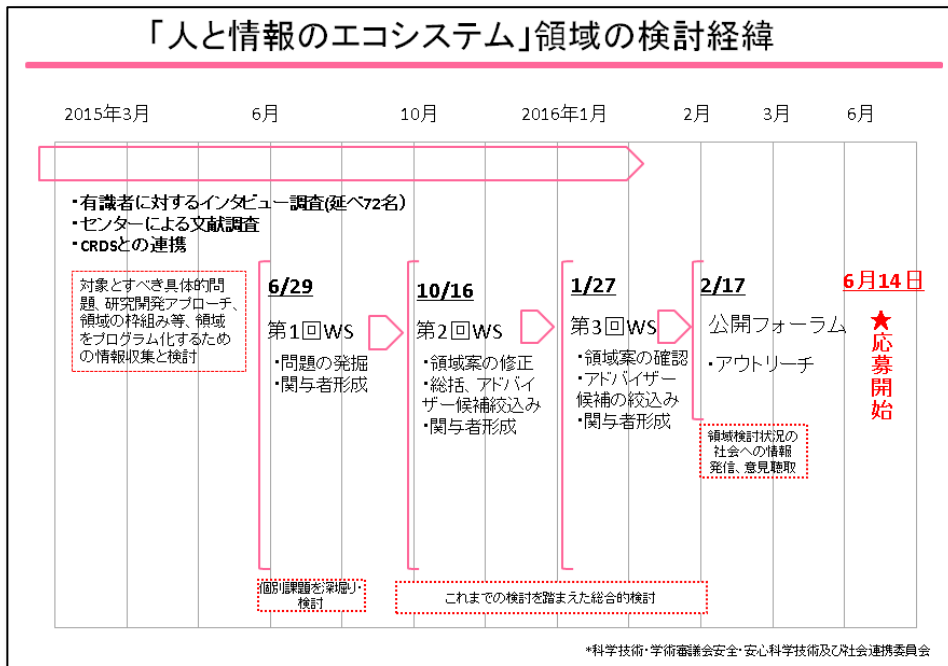 「人と情報のエコシステム」領域の検討経緯
2015年3月 6月 10月 2016年1月 2月 3月 6月
・有識者に対するインタビュー調査(延べ72名)
・センターによる文献調査
・CRDSとの連携
対象とすべき具体的問
題、研究開発アプローチ、
領域の枠組み等、領域
をプログラム化するため
の情報収集と検討
6/29
第1回WS
・問題の発掘
・関与者形成
10/16
第2回WS
・領域案の修正
・総括、アドバイ
ザー候補絞込み
・関与者形成
1/27
第3回WS
・領域案の確認
・アドバイザー
候補の絞込み
・関与者形成
2/17
公開フォーラム
・アウトリーチ
領域検討状況の
社会への情報
発信、意見聴取
6月14日
★応募開始
個別課題を深堀り・
検討
これまでの検討を踏まえた総合的検討
*科学技術・学術審議会安全・安心科学技術及び社会連携委員会